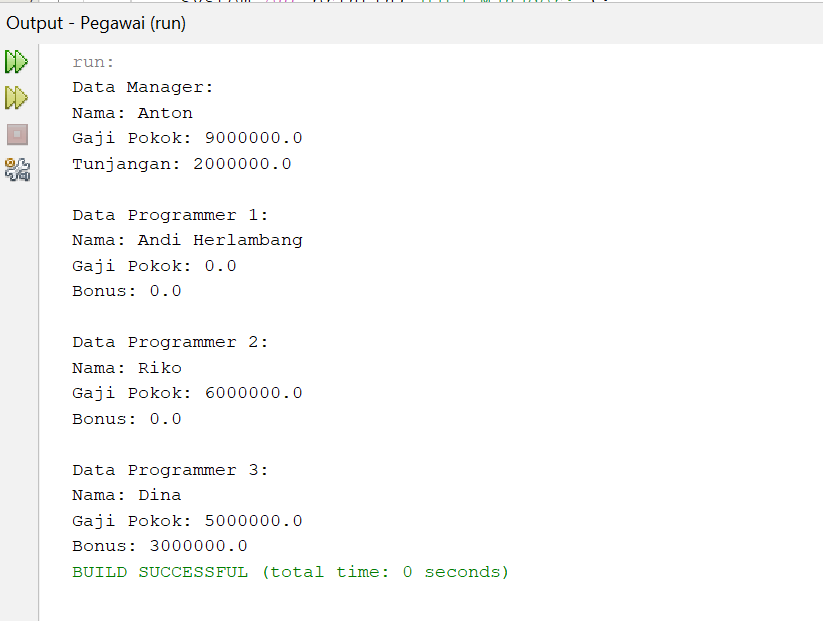 Output - Pegawai (run)
run:
Data Manager:
Nama: Anton
Gaji Pokok: 9000000.0
Tunjangan: 2000000.0
Data Programmer 1:
Nama: Andi Herlambang
Gaji Pokok: 0.0
Bonus: 0.0
Data Programmer 2:
Nama: Riko
Gaji Pokok: 6000000.0
Bonus: 0.0
Data Programmer 3:
Nama: Dina
Gaji Pokok: 5000000.0
Bonus: 3000000.0
BUILD SUCCESSFUL (total time: 0 seconds)